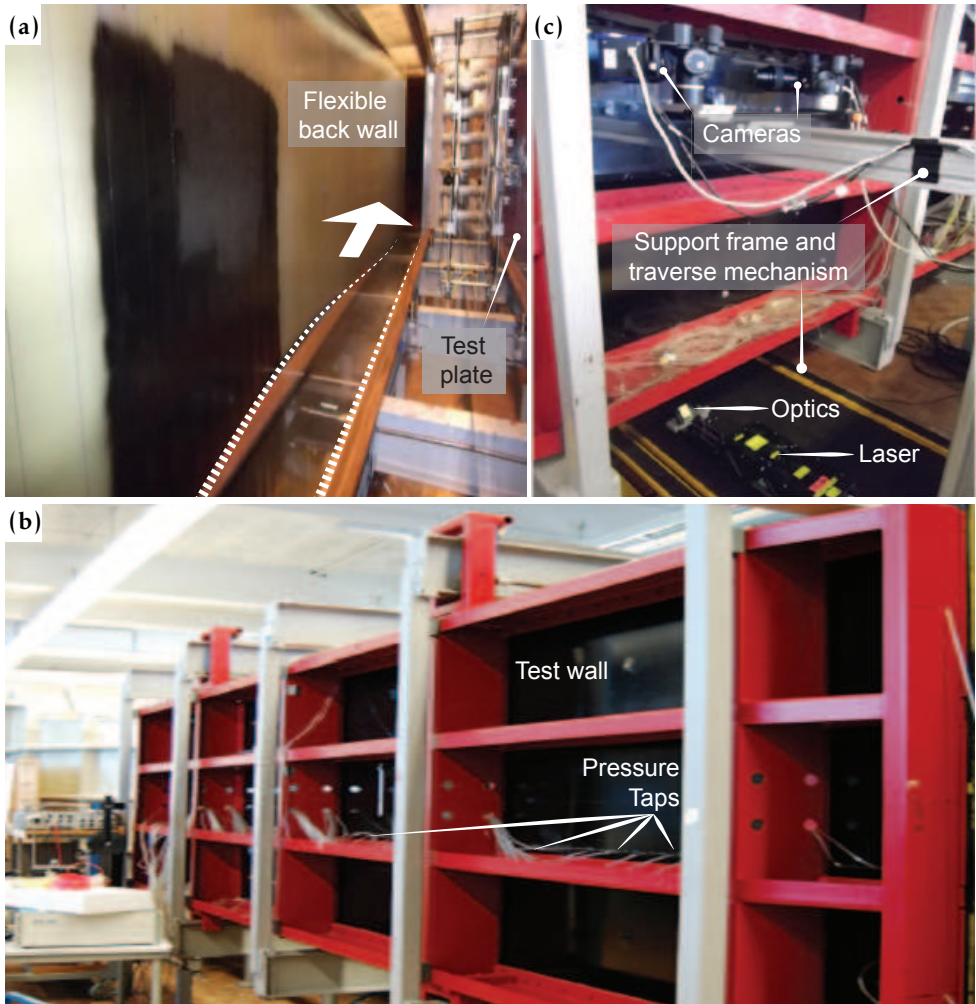 (a)
Flexible
back wall
Test
plate
(c)
Cameras
Support frame and
traverse mechanism
Optics
Laser
(b)
Test wall
Pressure
Taps